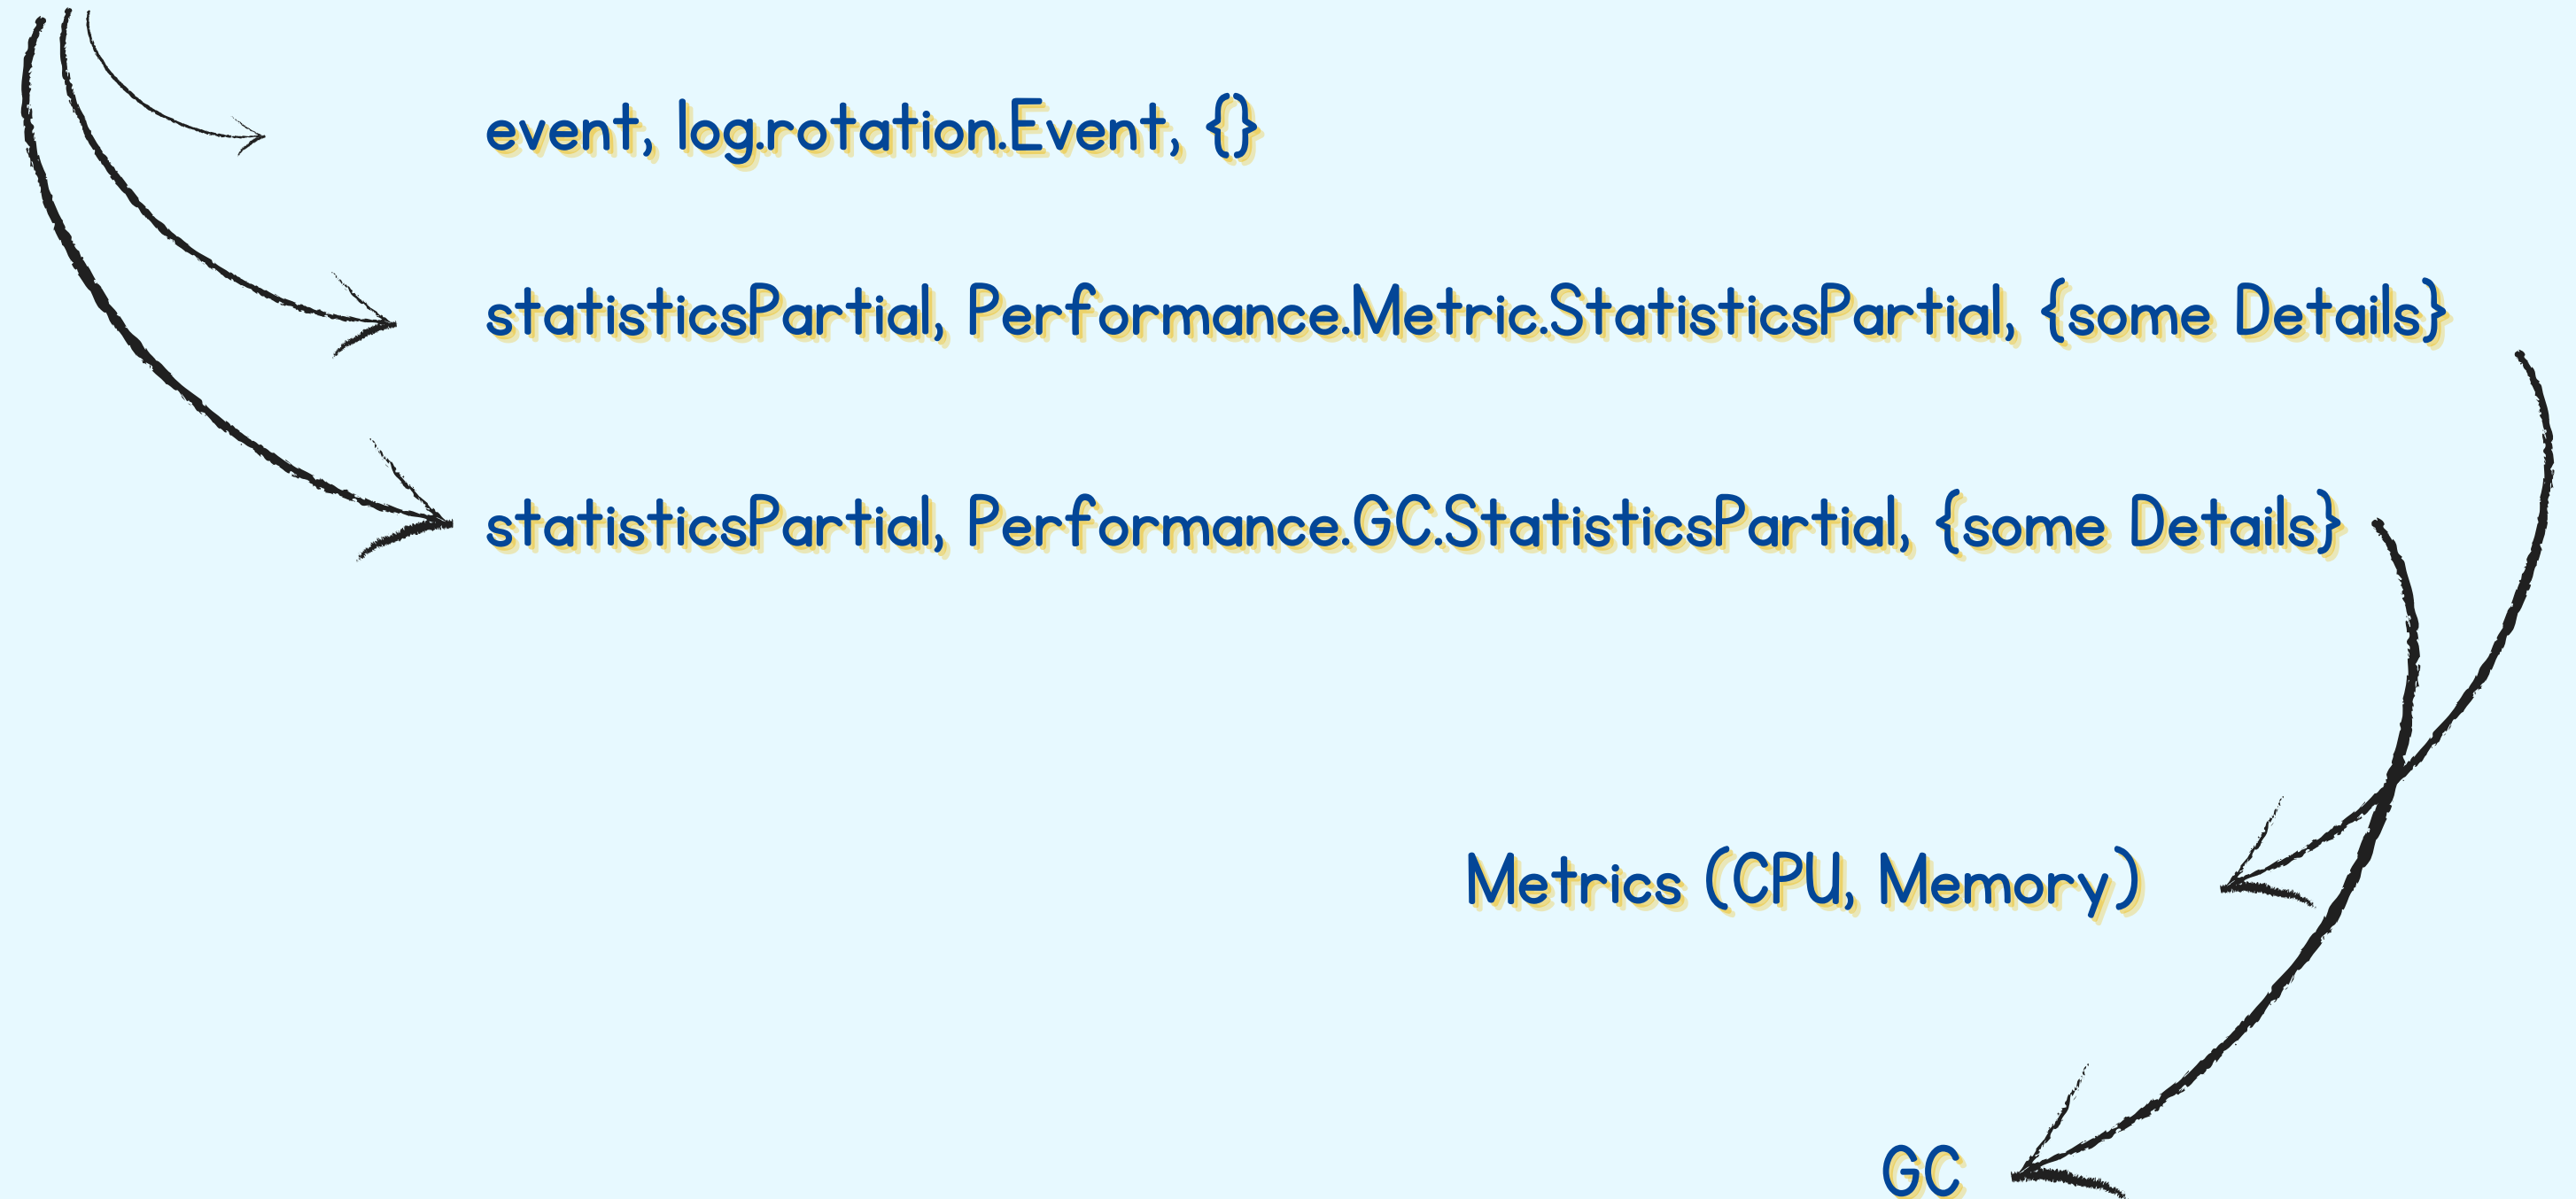 event, log.rotation.Event, {}
statisticsPartial, Performance.Metric.StatisticsPartial, {some Details}
statisticsPartial, Performance.GC.StatisticsPartial, {some Details}
Metrics (CPU, Memory)
GC